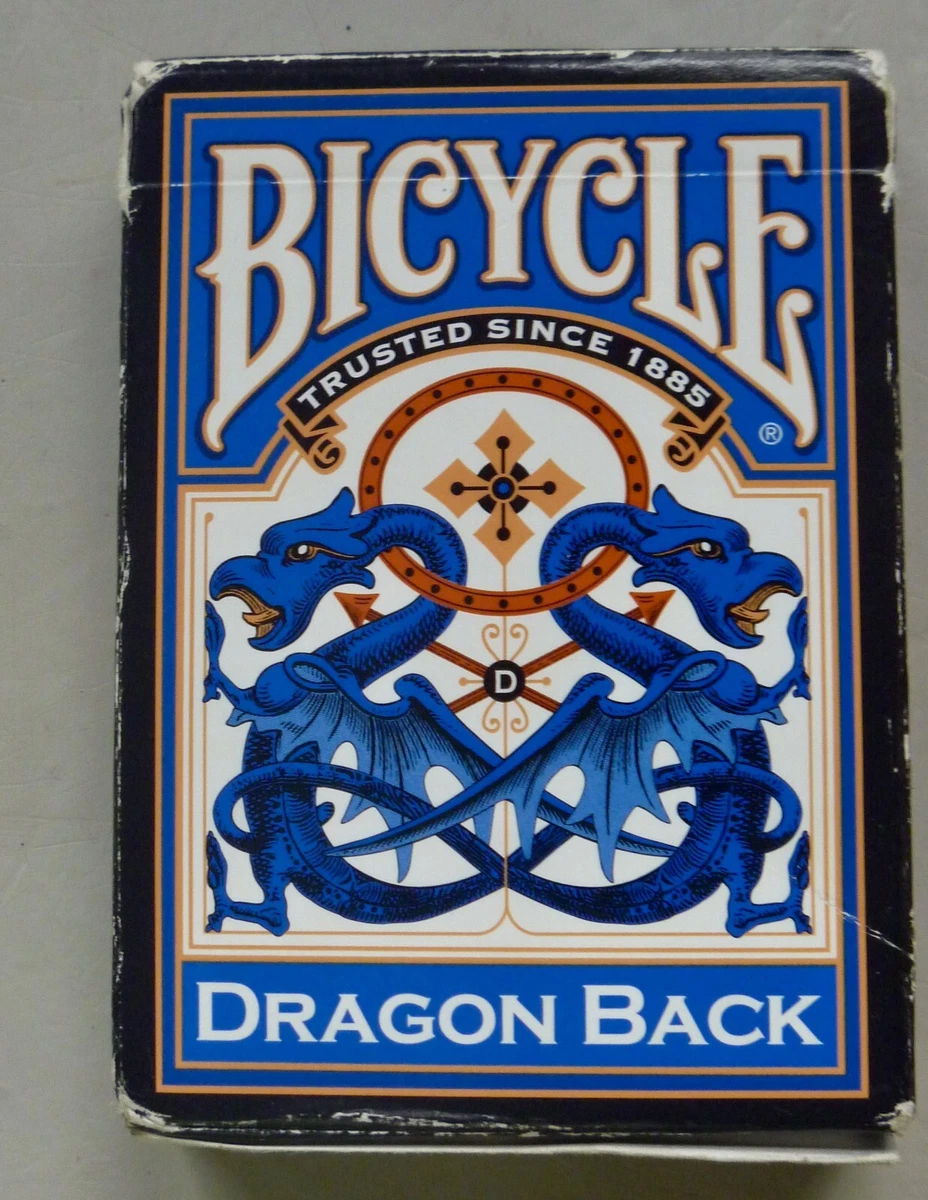 BICYCLE
TRUSTED SINCE 1885
®
D
DRAGON BACK